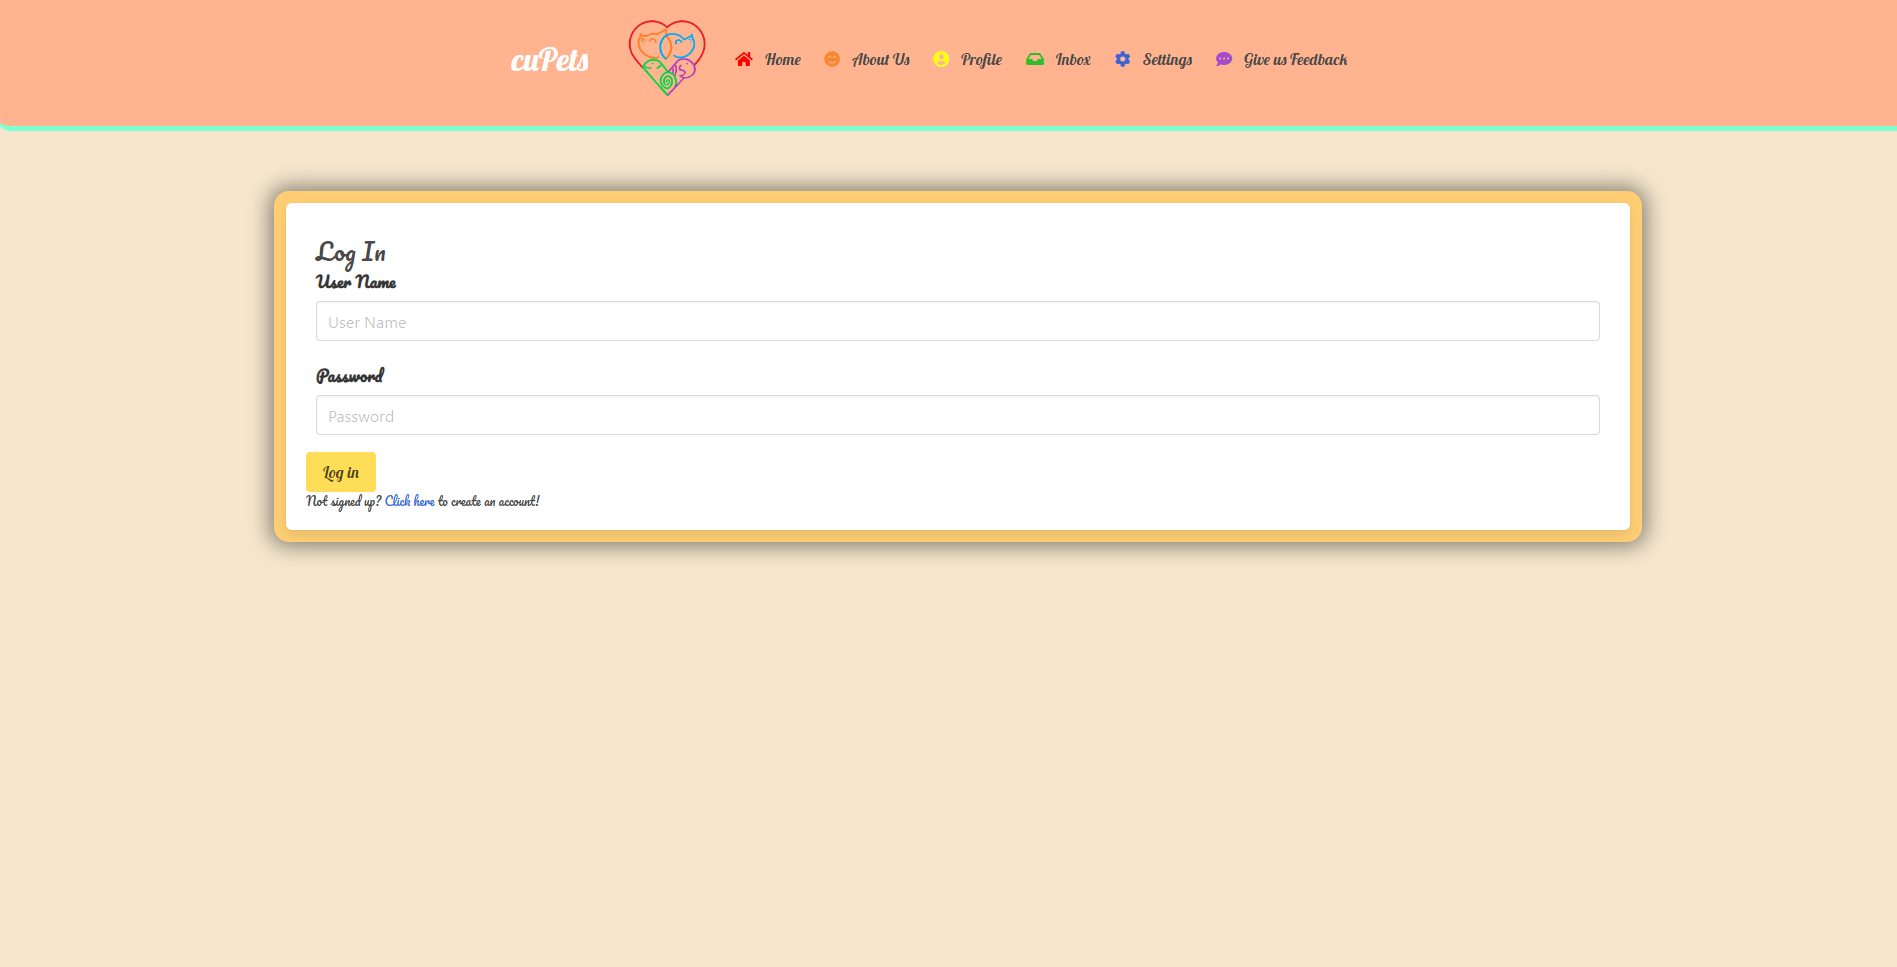 cuPets Home About Us Profile Inbox Settings Give us Feedback
Log In
User Name
User Name
Password
Password
Log in
Not signed up? Click here to create an account!